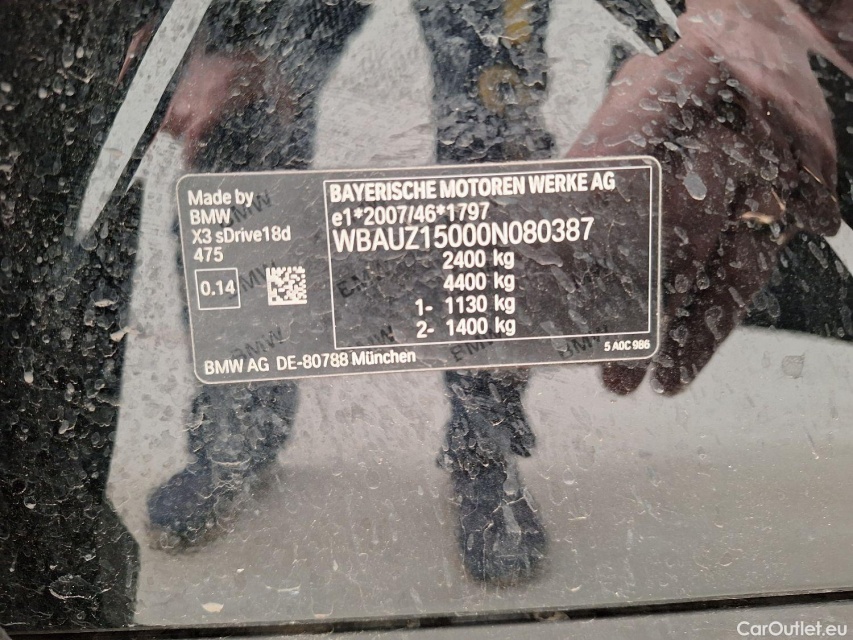 Made by
BMW
X3 sDrive18d
475
0.14
BAYERISCHE MOTOREN WERKE AG
e1*2007/46*1797
WBAUZ15000N080387
2400 kg
4400 kg
1- 1130 kg
2- 1400 kg
5 A0C 986
BMW AG DE-80788 München
CarOutlet.eu